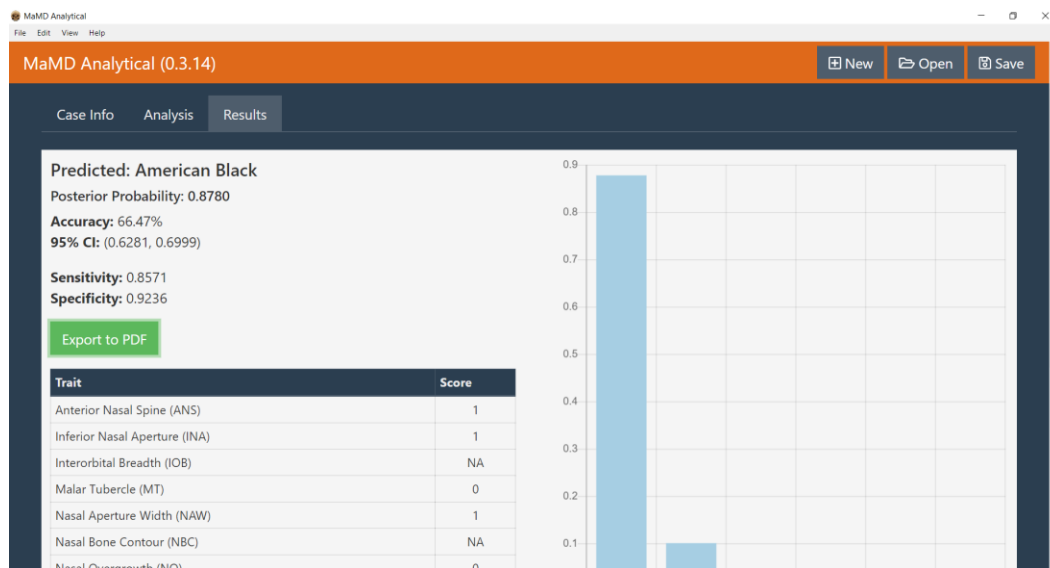 MaMD Analytical
File Edit View Help
MaMD Analytical (0.3.14)
New Open Save
Case Info Analysis Results
Predicted: American Black
Posterior Probability: 0.8780
Accuracy: 66.47%
95% CI: (0.6281, 0.6999)
Sensitivity: 0.8571
Specificity: 0.9236
Export to PDF
Trait Score
Anterior Nasal Spine (ANS) 1
Inferior Nasal Aperture (INA) 1
Interorbital Breadth (IOB) NA
Malar Tubercle (MT) 0
Nasal Aperture Width (NAW) 1
Nasal Bone Contour (NBC) NA
Nasal Overgrowth (NO) 0
0.9
0.8
0.7
0.6
0.5
0.4
0.3
0.2
0.1